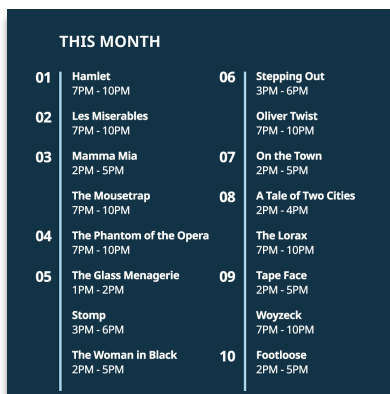 THIS MONTH
01 Hamlet
7PM - 10PM
02 Les Miserables
7PM - 10PM
03 Mamma Mia
2PM - 5PM
The Mousetrap
7PM - 10PM
04 The Phantom of the Opera
7PM - 10PM
05 The Glass Menagerie
1PM - 2PM
Stomp
3PM - 6PM
The Woman in Black
2PM - 5PM
06 Stepping Out
3PM - 6PM
Oliver Twist
7PM - 10PM
07 On the Town
2PM - 5PM
08 A Tale of Two Cities
2PM - 4PM
The Lorax
7PM - 10PM
09 Tape Face
2PM - 5PM
Woyzeck
7PM - 10PM
10 Footloose
2PM - 5PM